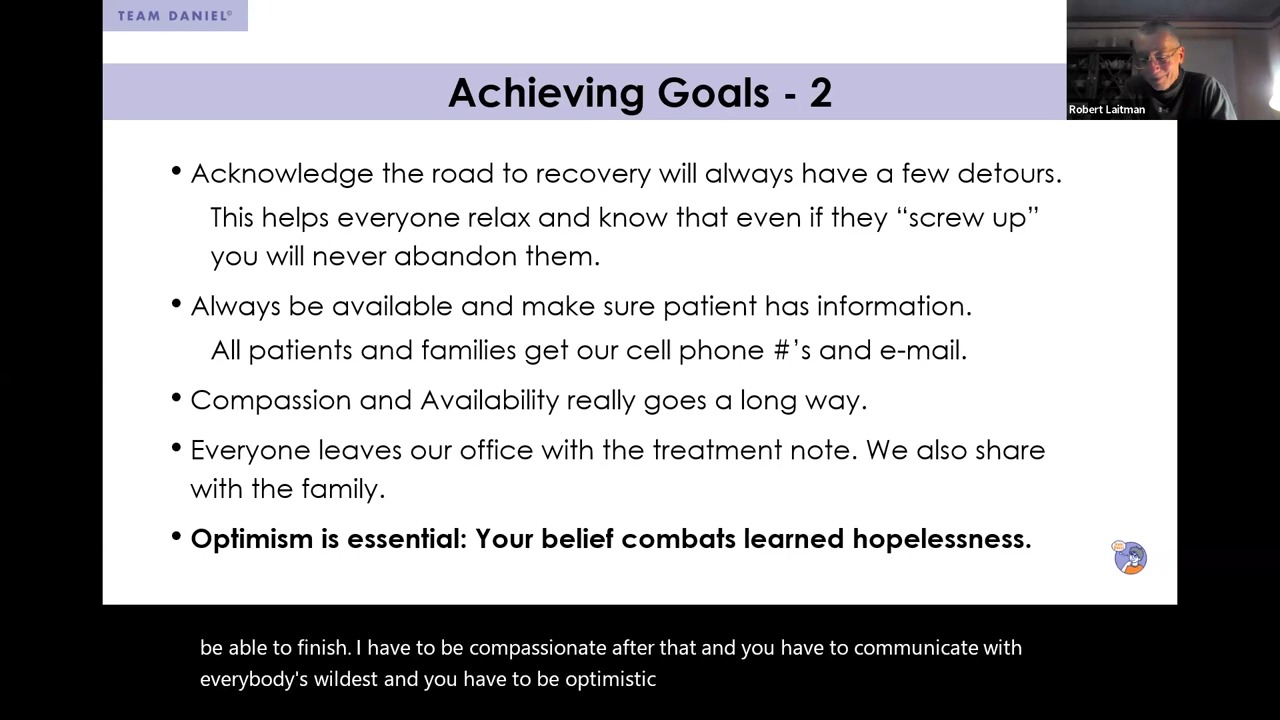 TEAM DANIEL©
Robert Laitman
Achieving Goals - 2
• Acknowledge the road to recovery will always have a few detours.
This helps everyone relax and know that even if they “screw up”
you will never abandon them.
• Always be available and make sure patient has information.
All patients and families get our cell phone #’s and e-mail.
• Compassion and Availability really goes a long way.
• Everyone leaves our office with the treatment note. We also share
with the family.
• Optimism is essential: Your belief combats learned hopelessness.
be able to finish. I have to be compassionate after that and you have to communicate with
everybody's wildest and you have to be optimistic